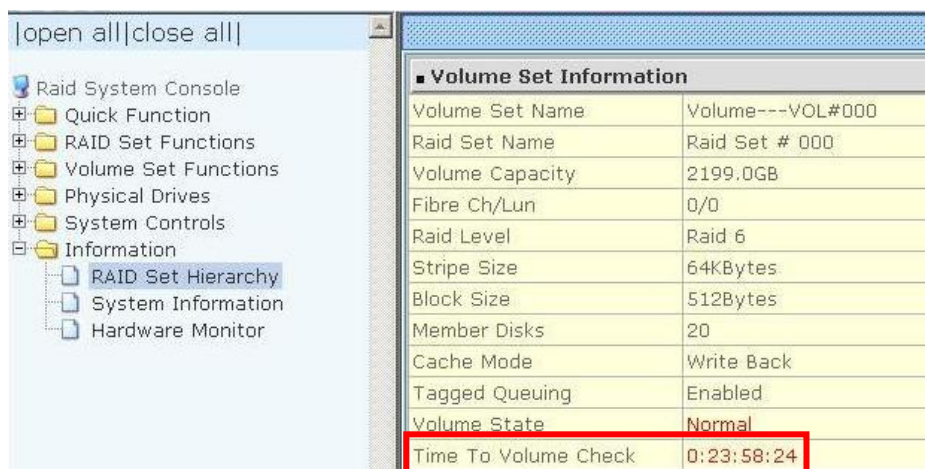 |open all|close all|
Raid System Console
Quick Function
RAID Set Functions
Volume Set Functions
Physical Drives
System Controls
Information
RAID Set Hierarchy
System Information
Hardware Monitor
Volume Set Information
Volume Set Name Volume---VOL#000
Raid Set Name Raid Set # 000
Volume Capacity 2199.0GB
Fibre Ch/Lun 0/0
Raid Level Raid 6
Stripe Size 64KBytes
Block Size 512Bytes
Member Disks 20
Cache Mode Write Back
Tagged Queuing Enabled
Volume State Normal
Time To Volume Check 0:23:58:24